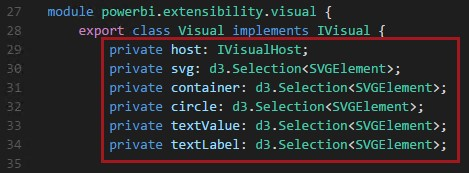 27 module powerbi.extensibility.visual {
28 export class Visual implements IVisual {
29 private host: IVisualHost;
30 private svg: d3.Selection<SVGElement>;
31 private container: d3.Selection<SVGElement>;
32 private circle: d3.Selection<SVGElement>;
33 private textValue: d3.Selection<SVGElement>;
34 private textLabel: d3.Selection<SVGElement>;
35